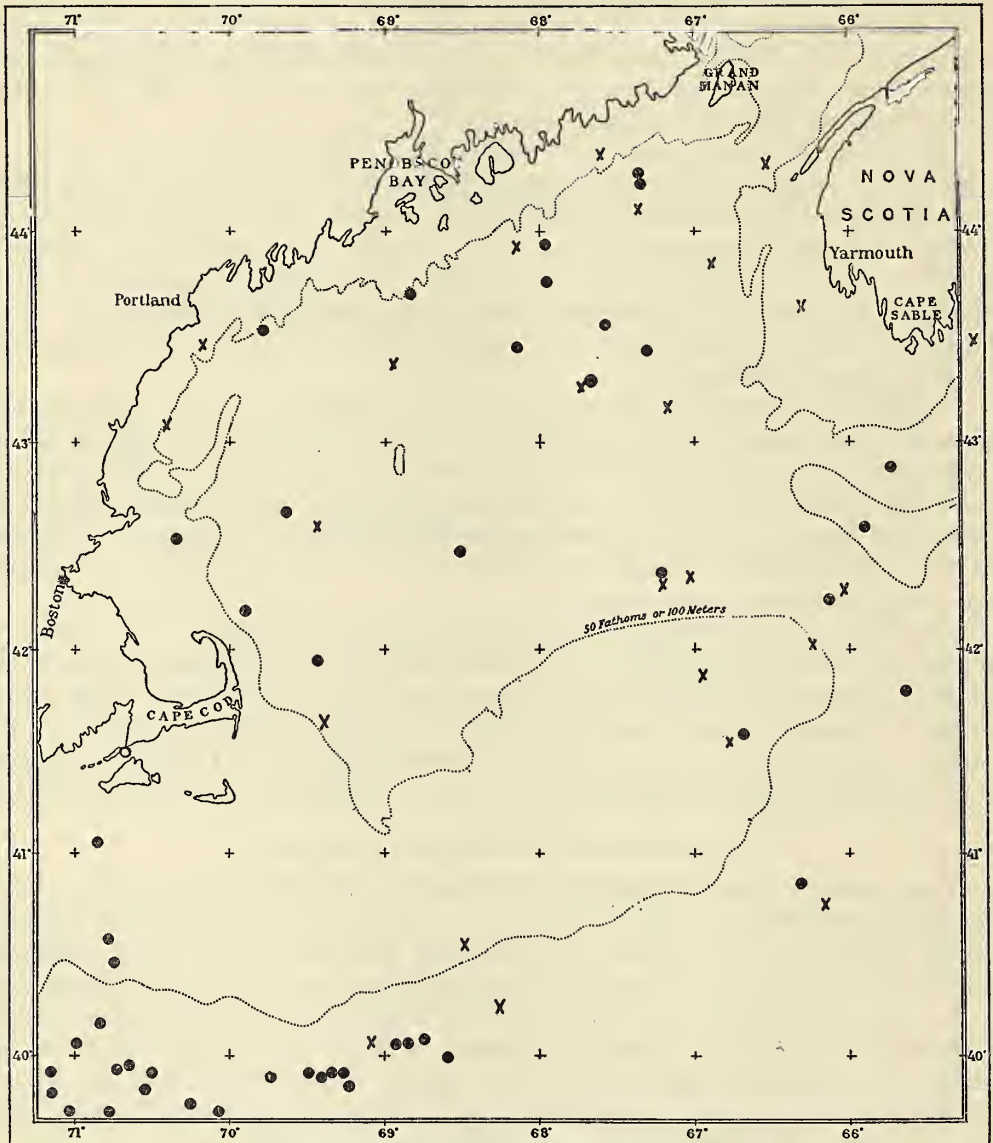 71° 70° 69° 68° 67° 66°
GRAND
MANAN
PENOBSCOT
BAY
NOVA
SCOTIA
44° 44°
Yarmouth
Portland
CAPE
SABLE
43° 43°
Boston
50 Fathoms or 100 Meters
42° 42°
CAPE COD
41° 41°
40° 40°
71° 70° 69° 68° 67° 66°